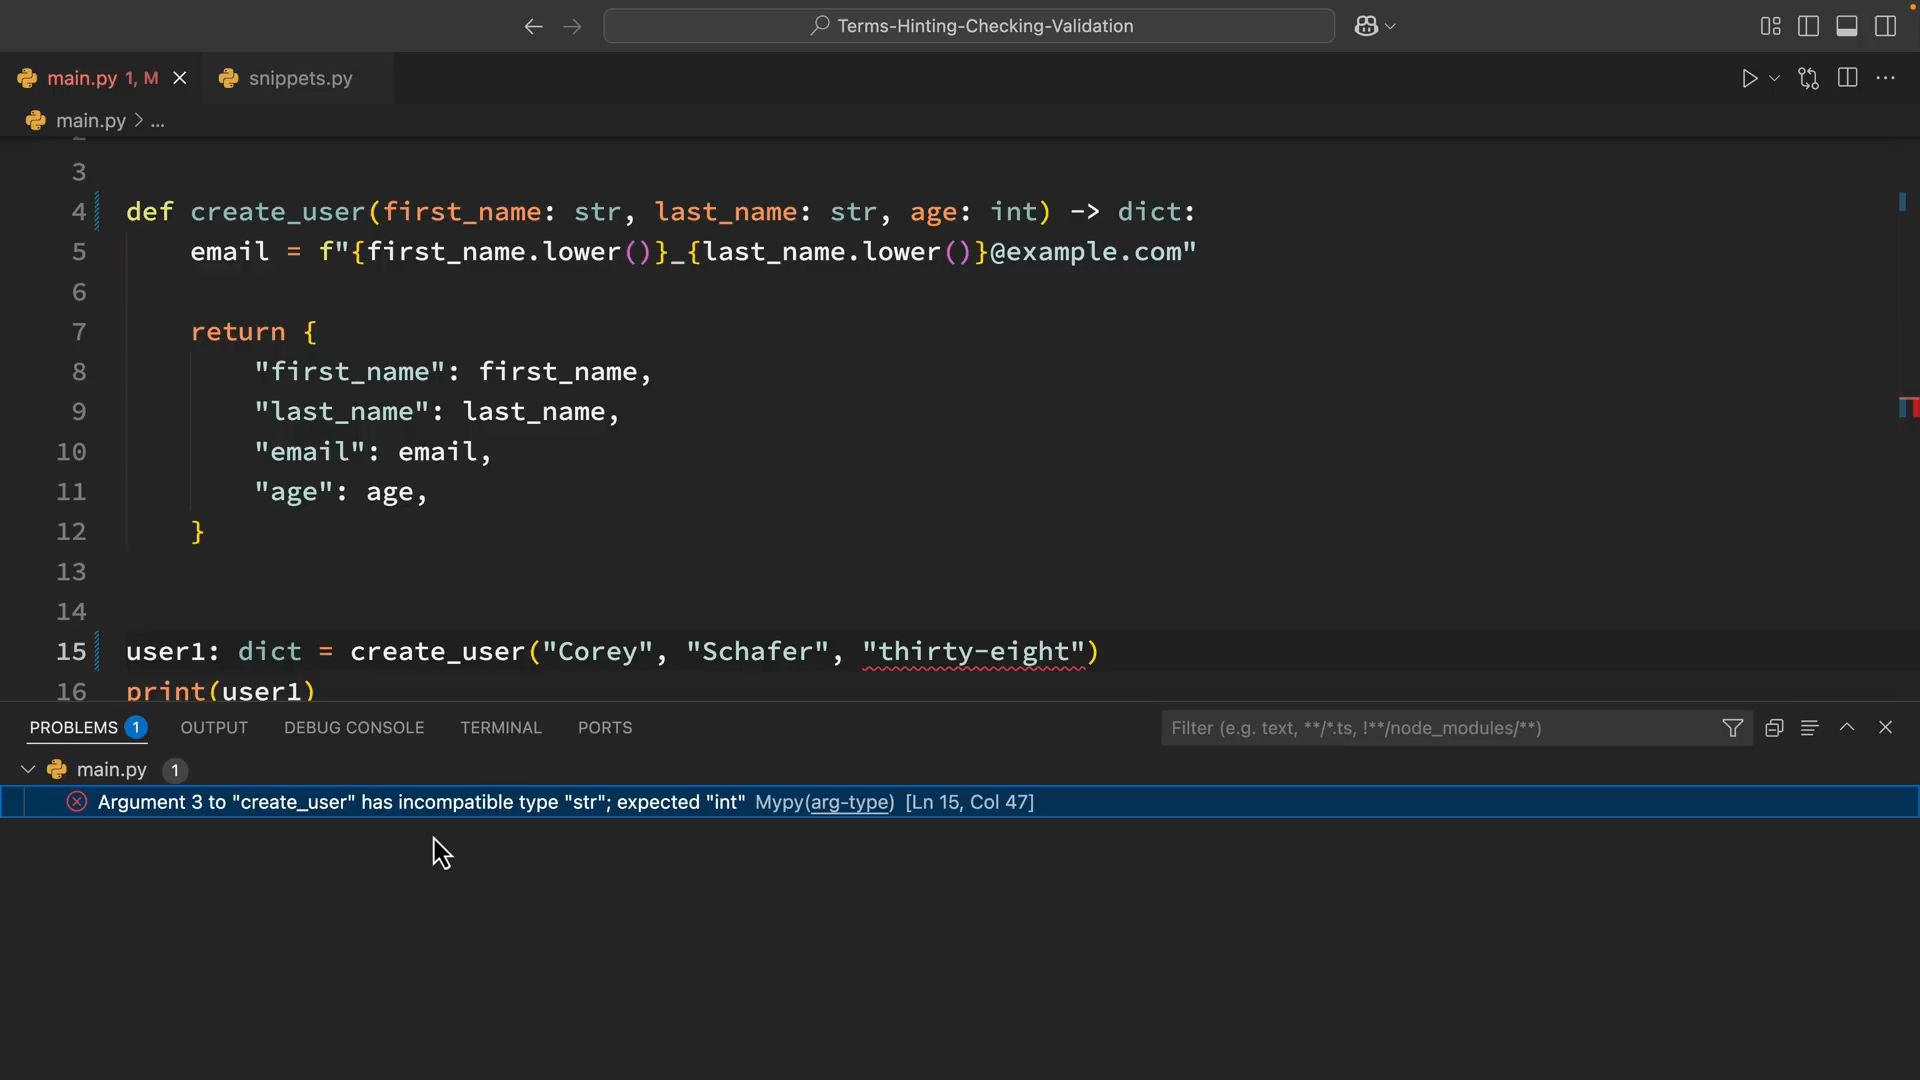 Terms-Hinting-Checking-Validation
main.py 1, M
snippets.py
main.py > ...
3
4 def create_user(first_name: str, last_name: str, age: int) -> dict:
5     email = f"{first_name.lower()}_{last_name.lower()}@example.com"
6
7     return {
8         "first_name": first_name,
9         "last_name": last_name,
10         "email": email,
11         "age": age,
12     }
13
14
15 user1: dict = create_user("Corey", "Schafer", "thirty-eight")
16 print(user1)
PROBLEMS 1 OUTPUT DEBUG CONSOLE TERMINAL PORTS Filter (e.g. text, **/*.ts, !**/node_modules/**)
main.py 1
Argument 3 to "create_user" has incompatible type "str"; expected "int" Mypy(arg-type) [Ln 15, Col 47]